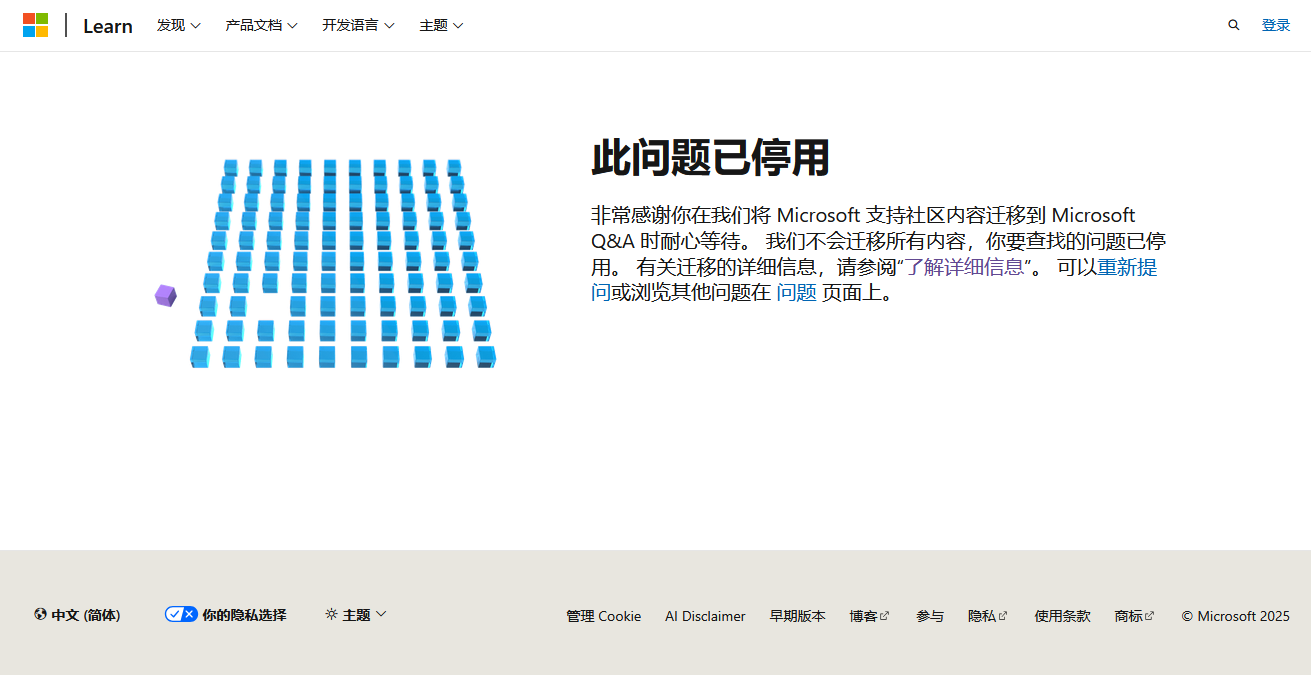 Learn 发现 产品文档 开发语言 主题 登录
此问题已停用
非常感谢你在我们将 Microsoft 支持社区内容迁移到 Microsoft
Q&A 时耐心等待。 我们不会迁移所有内容，你要查找的问题已停
用。 有关迁移的详细信息，请参阅“了解详细信息”。 可以重新提
问或浏览其他问题在 问题 页面上。
中文 (简体) 你的隐私选择 主题 管理 Cookie AI Disclaimer 早期版本 博客 参与 隐私 使用条款 商标 © Microsoft 2025